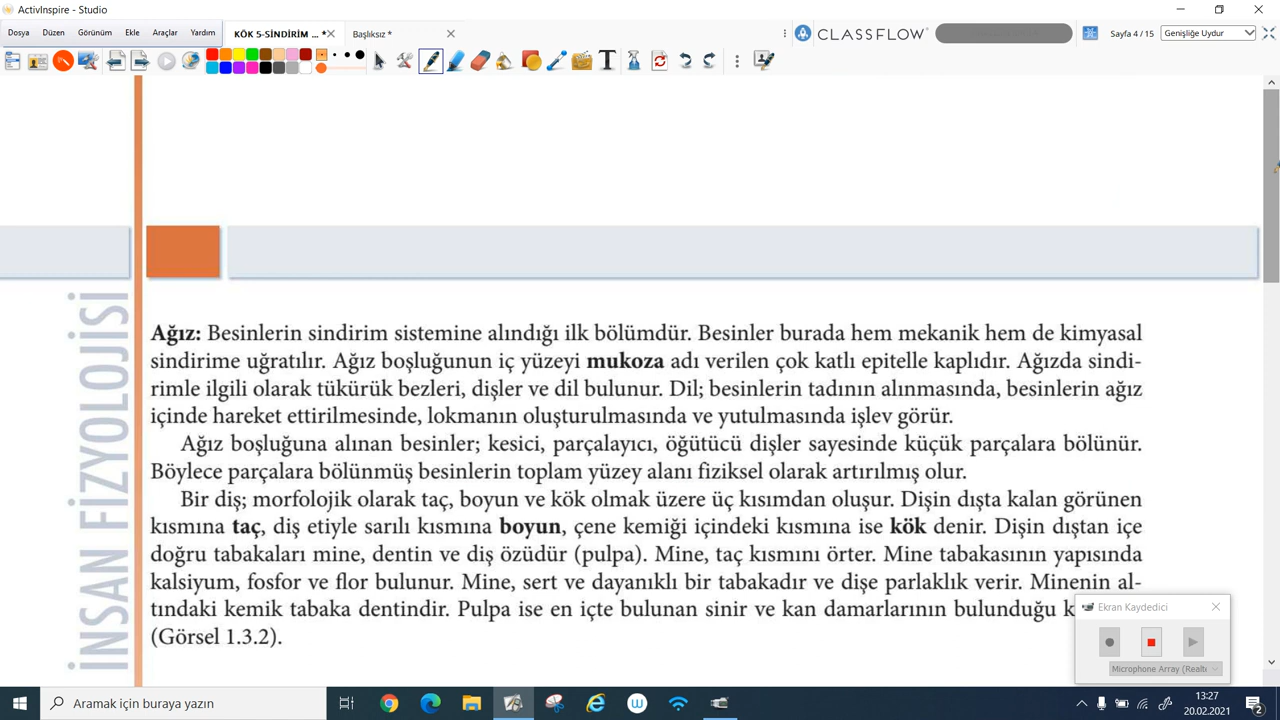 ActivInspire - Studio
Dosya Düzen Görünüm Ekle Araçlar Yardım
KÖK 5-SİNDİRİM ... *
Başlıksız *
CLASSFLOW
Sayfa 4 / 15
Genişliğe Uydur
İNSAN FİZYOLOJİSİ
Ağız: Besinlerin sindirim sistemine alındığı ilk bölümdür. Besinler burada hem mekanik hem de kimyasal
sindirime uğratılır. Ağız boşluğunun iç yüzeyi mukoza adı verilen çok katlı epitelle kaplıdır. Ağızda sindi-
rimle ilgili olarak tükürük bezleri, dişler ve dil bulunur. Dil; besinlerin tadının alınmasında, besinlerin ağız
içinde hareket ettirilmesinde, lokmanın oluşturulmasında ve yutulmasında işlev görür.
Ağız boşluğuna alınan besinler; kesici, parçalayıcı, öğütücü dişler sayesinde küçük parçalara bölünür.
Böylece parçalara bölünmüş besinlerin toplam yüzey alanı fiziksel olarak artırılmış olur.
Bir diş; morfolojik olarak taç, boyun ve kök olmak üzere üç kısımdan oluşur. Dişin dışta kalan görünen
kısmına taç, diş etiyle sarılı kısmına boyun, çene kemiği içindeki kısmına ise kök denir. Dişin dıştan içe
doğru tabakaları mine, dentin ve diş özüdür (pulpa). Mine, taç kısmını örter. Mine tabakasının yapısında
kalsiyum, fosfor ve flor bulunur. Mine, sert ve dayanıklı bir tabakadır ve dişe parlaklık verir. Minenin al-
tındaki kemik tabaka dentindir. Pulpa ise en içte bulunan sinir ve kan damarlarının bulunduğu
(Görsel 1.3.2).
Ekran Kaydedici
Microphone Array (Realte
Aramak için buraya yazın
13:27
20.02.2021
2